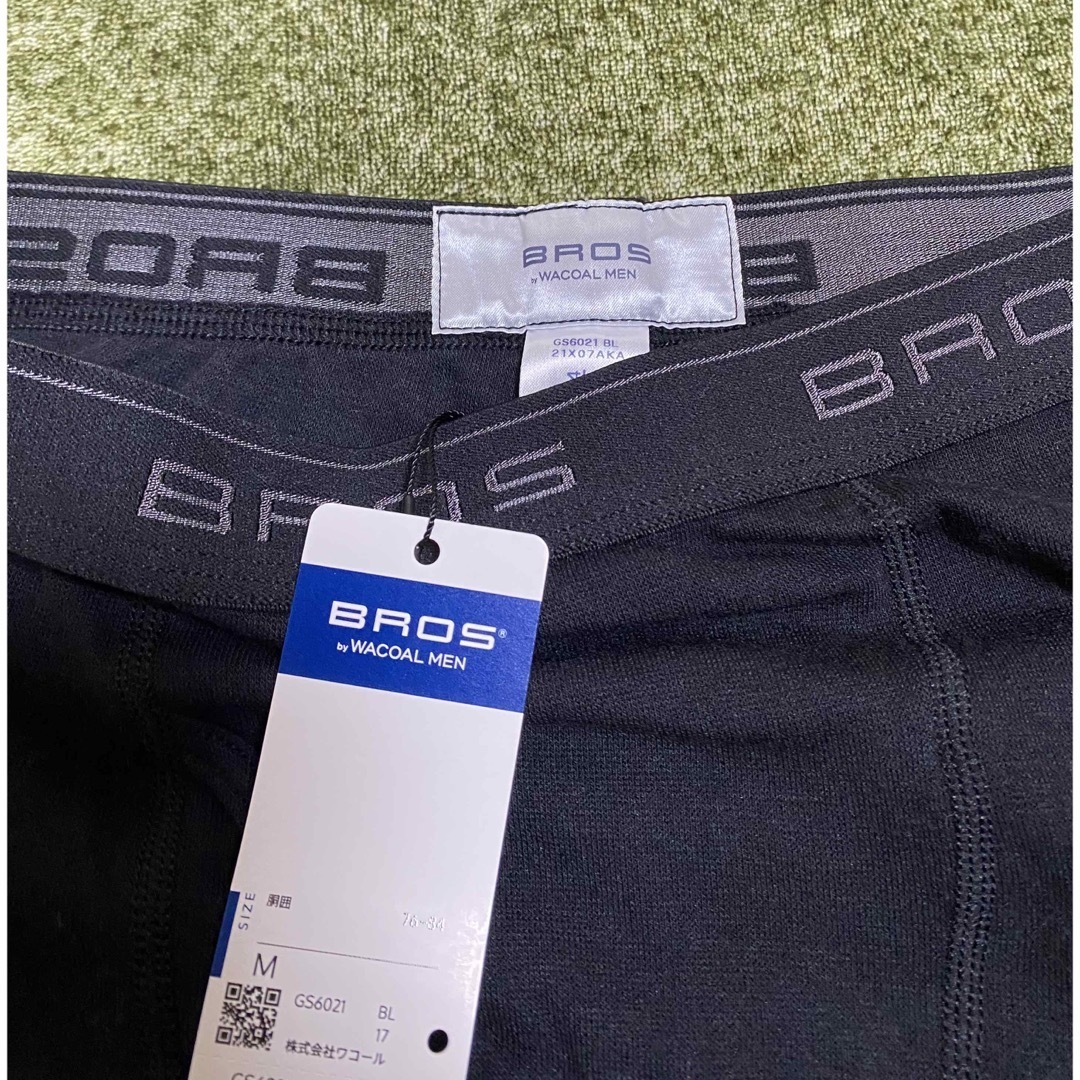 BROS
BROS
by WACOAL MEN
GS6021 BL
21X07AKA
BRO
BROS
BROS®
by WACOAL MEN
SIZE
胴囲
76-84
M
GS6021 BL
17
株式会社ワコール